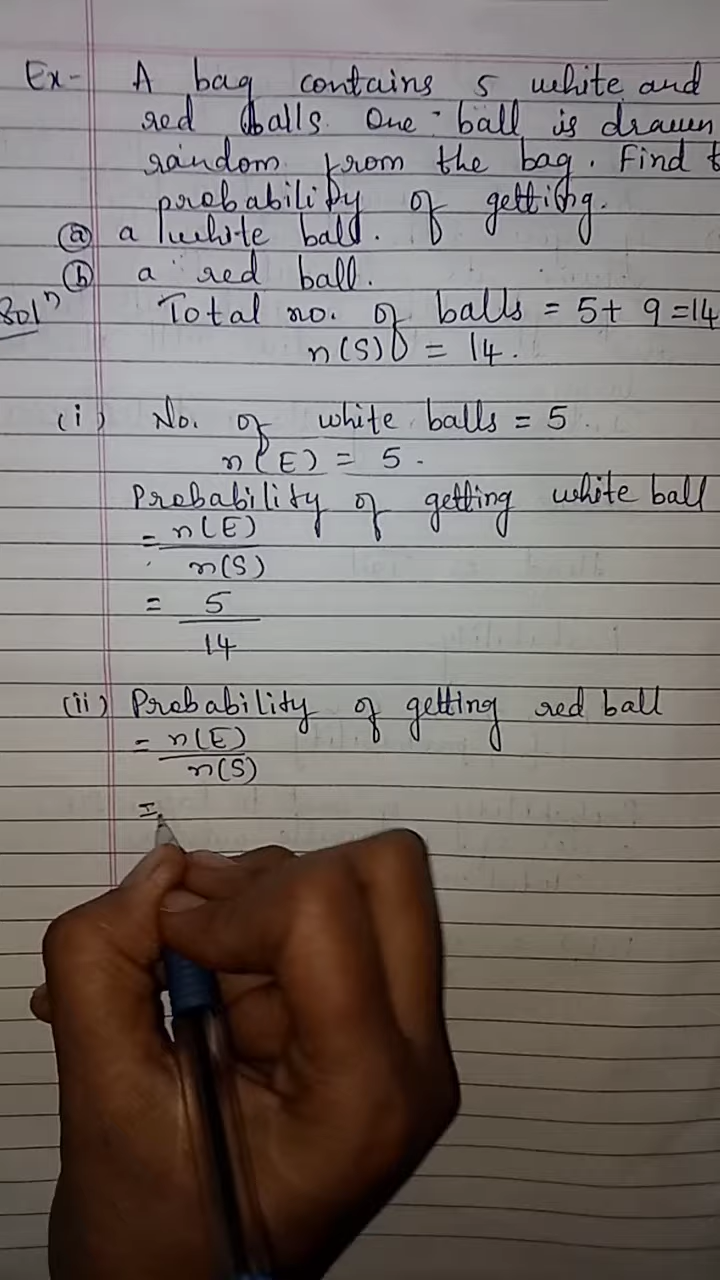 Ex- A bag contains 5 white and
red balls. One ball is drawn
random from the bag. Find t
probability of getting.
(a) a white ball.
(b) a red ball.
Solⁿ Total no. of balls = 5+ 9 =14
n(S) = 14.
(i) No. of white balls = 5.
n(E) = 5.
Probability of getting white ball
= n(E)
n(S)
= 5
14
(ii) Probability of getting red ball
= n(E)
n(S)
=